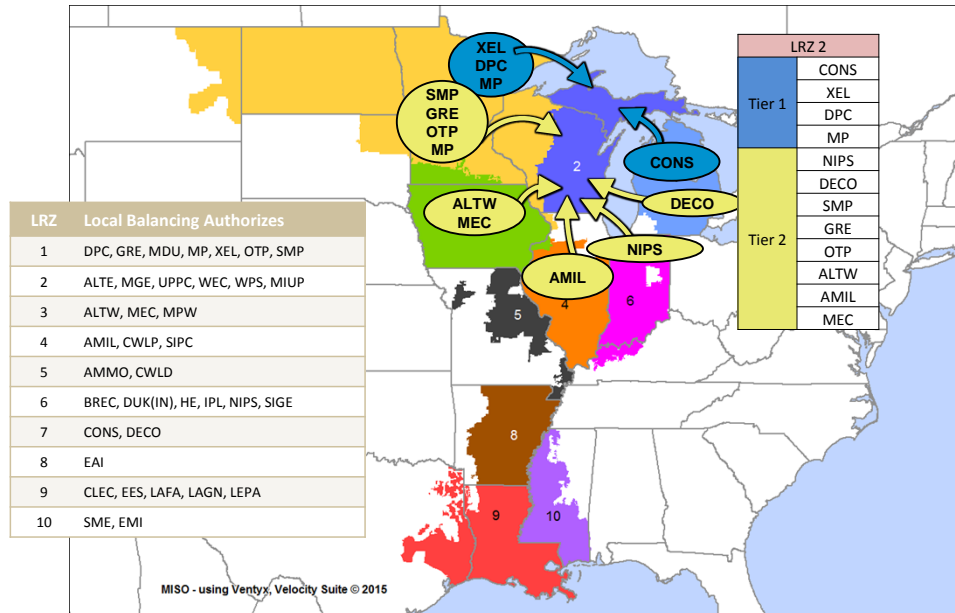 XEL
DPC
MP
SMP
GRE
OTP
MP
CONS
2
ALTW
MEC
DECO
NIPS
AMIL
4
5
6
8
9
10
LRZ 2
Tier 1
CONS
XEL
DPC
MP
Tier 2
NIPS
DECO
SMP
GRE
OTP
ALTW
AMIL
MEC
LRZ Local Balancing Authorizes
1 DPC, GRE, MDU, MP, XEL, OTP, SMP
2 ALTE, MGE, UPPC, WEC, WPS, MIUP
3 ALTW, MEC, MPW
4 AMIL, CWLP, SIPC
5 AMMO, CWLD
6 BREC, DUK(IN), HE, IPL, NIPS, SIGE
7 CONS, DECO
8 EAI
9 CLEC, EES, LAFA, LAGN, LEPA
10 SME, EMI
MISO - using Ventyx, Velocity Suite © 2015